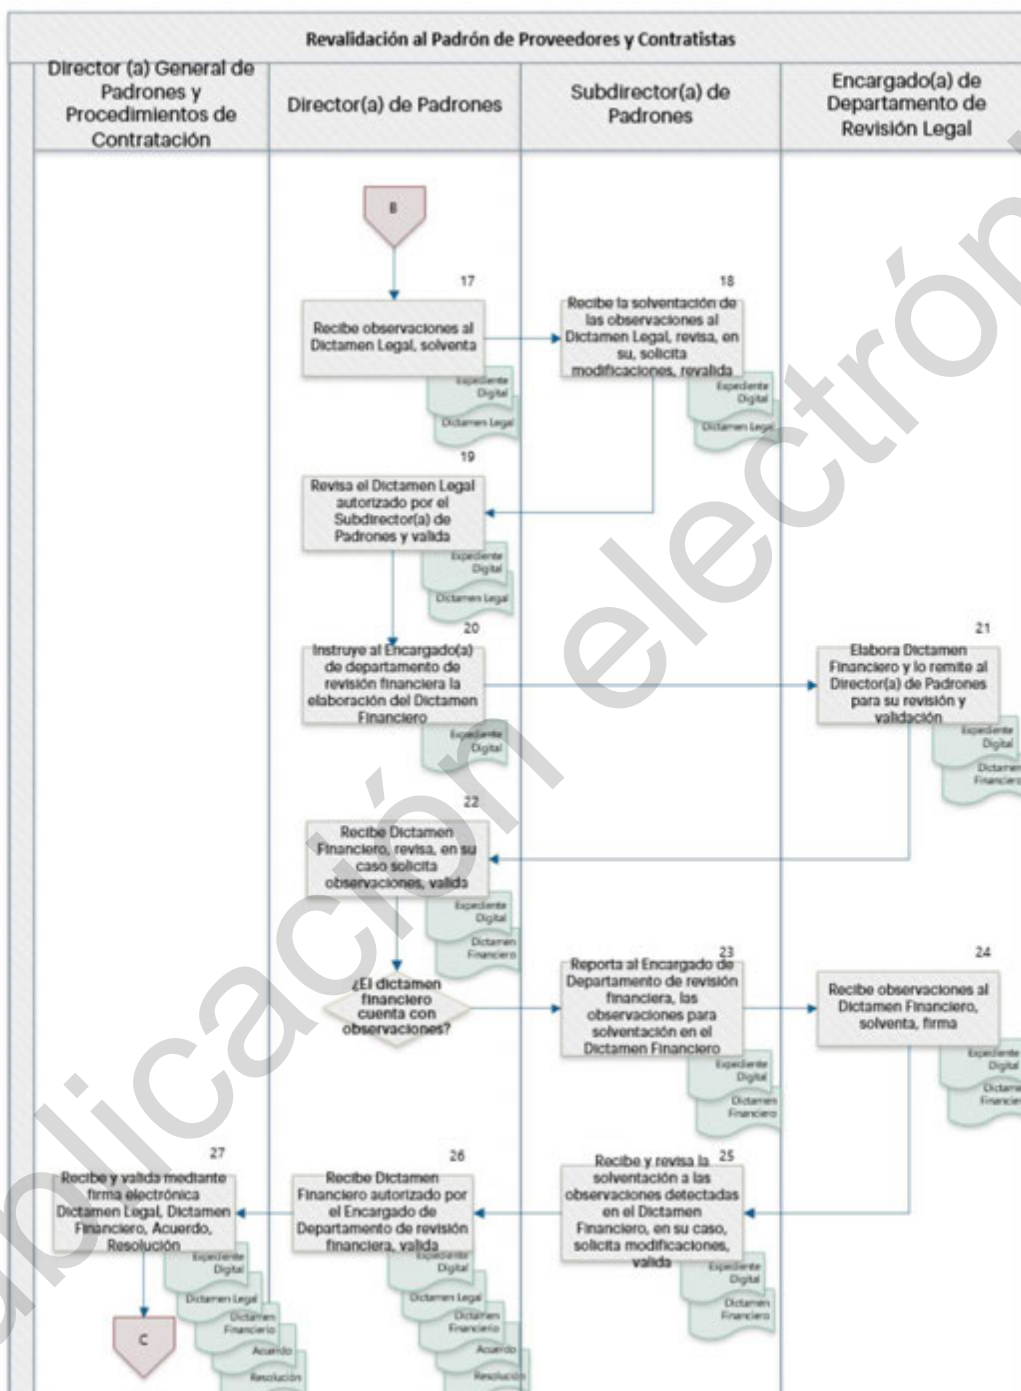 Revalidación al Padrón de Proveedores y Contratistas
Director (a) General de
Padrones y
Procedimientos de
Contratación
Director(a) de Padrones
Subdirector(a) de
Padrones
Encargado(a) de
Departamento de
Revisión Legal
B
17
Recibe observaciones al
Dictamen Legal, solventa
Expediente
Digital
Dictamen Legal
18
Recibe la solventación de
las observaciones al
Dictamen Legal, revisa, en
su, solicita
modificaciones, revalida
Expediente
Digital
Dictamen Legal
19
Revisa el Dictamen Legal
autorizado por el
Subdirector(a) de
Padrones y valida
Expediente
Digital
Dictamen Legal
20
Instruye al Encargado(a)
de departamento de
revisión financiera la
elaboración del Dictamen
Financiero
Expediente
Digital
21
Elabora Dictamen
Financiero y lo remite al
Director(a) de Padrones
para su revisión y
validación
Expediente
Digital
Dictamen
Financiero
22
Recibe Dictamen
Financiero, revisa, en su
caso solicita
observaciones, valida
Expediente
Digital
Dictamen
Financiero
¿El dictamen
financiero
cuenta con
observaciones?
23
Reporta al Encargado de
Departamento de revisión
financiera, las
observaciones para
solventación en el
Dictamen Financiero
Expediente
Digital
Dictamen
Financiero
24
Recibe observaciones al
Dictamen Financiero,
solventa, firma
Expediente
Digital
Dictame
Financier
27
Recibe y valida mediante
firma electrónica
Dictamen Legal, Dictamen
Financiero, Acuerdo,
Resolución
Expediente
Digital
Dictamen Legal
Dictamen
Financierio
Acuerdo
Resolución
C
26
Recibe Dictamen
Financiero autorizado por
el Encargado de
Departamento de revisión
financiera, valida
Expediente
Digital
Dictamen Legal
Dictamen
Financierio
Acuerdo
Resolución
25
Recibe y revisa la
solventación a las
observaciones detectadas
en el Dictamen
Financiero, en su caso,
solicita modificaciones,
valida
Expediente
Digital
Dictamen
Financiero
ublicación electrón